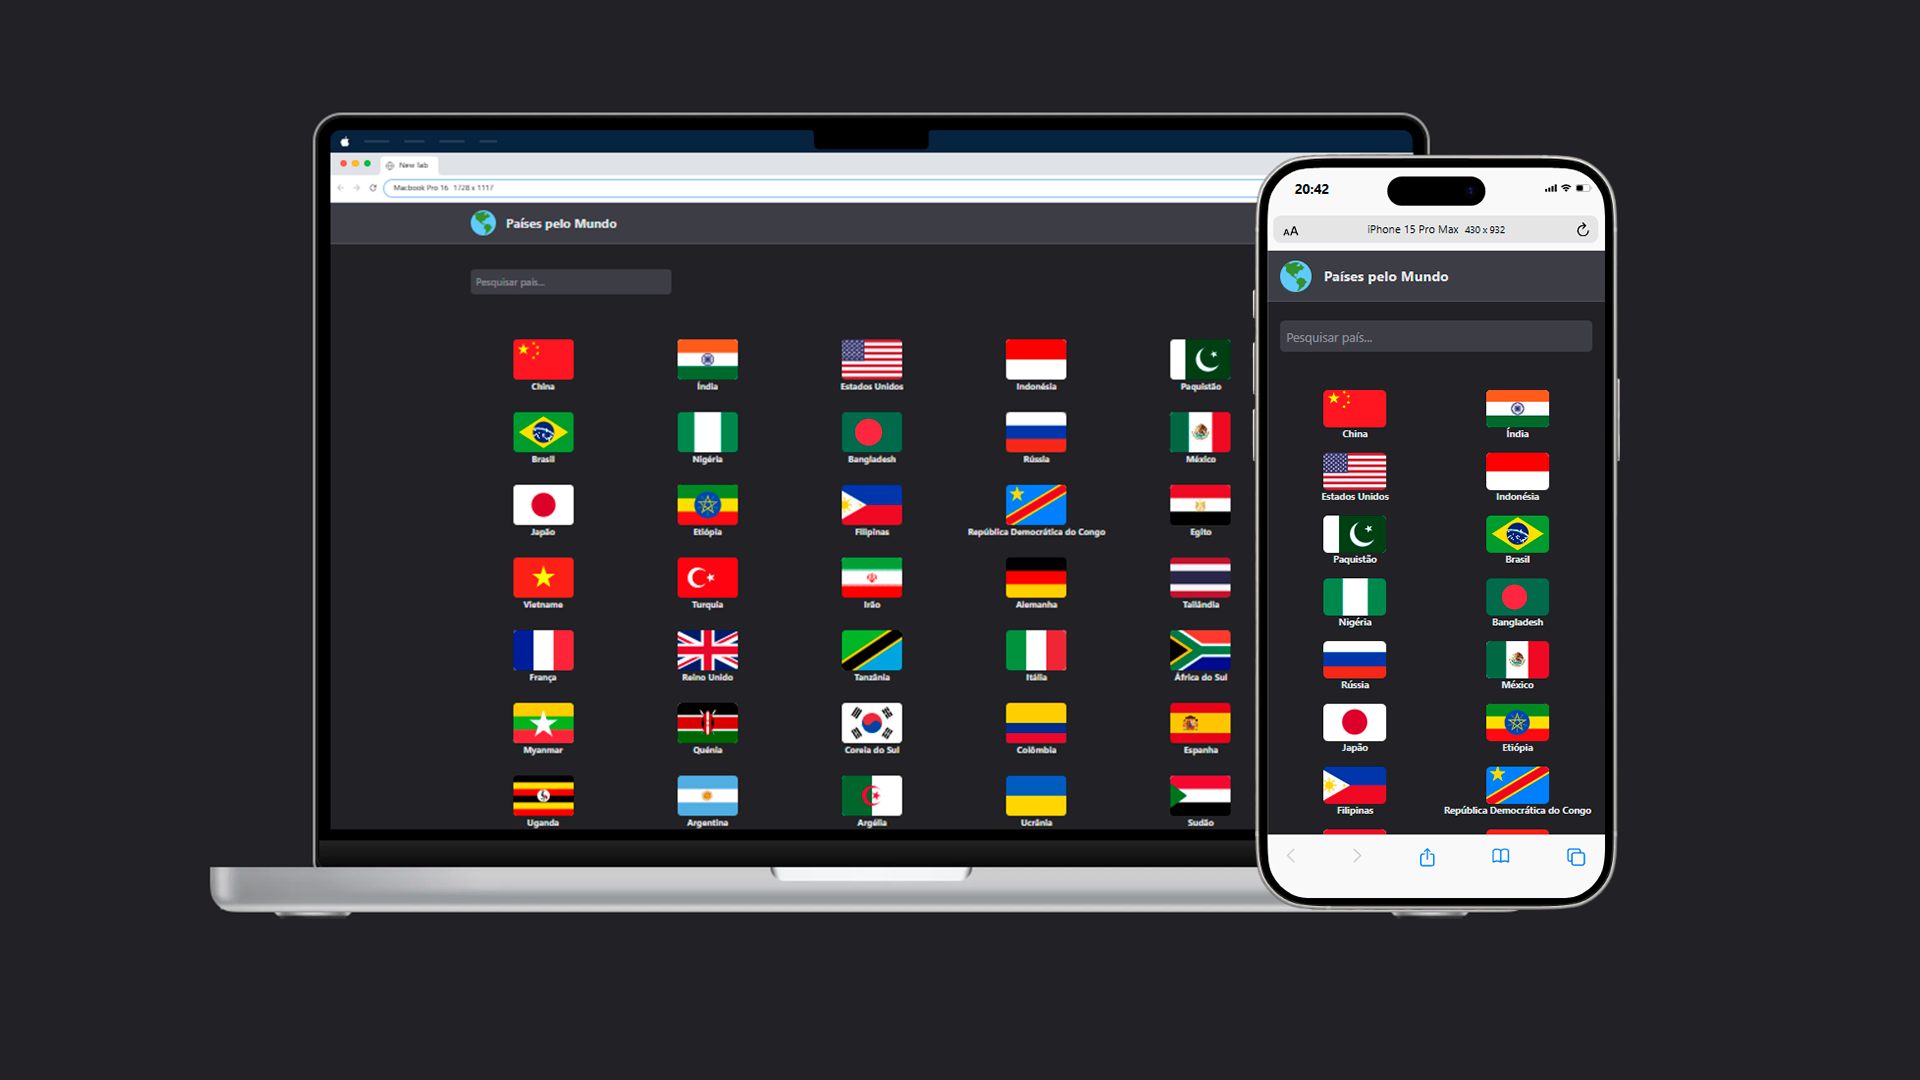 New tab
Macbook Pro 16 1728 x 1117
Países pelo Mundo
Pesquisar país...
China
Índia
Estados Unidos
Indonésia
Paquistão
Brasil
Nigéria
Bangladesh
Rússia
México
Japão
Etiópia
Filipinas
República Democrática do Congo
Egito
Vietname
Turquia
Irão
Alemanha
Tailândia
França
Reino Unido
Tanzânia
Itália
África do Sul
Myanmar
Quénia
Coreia do Sul
Colômbia
Espanha
Uganda
Argentina
Argélia
Ucrânia
Sudão
20:42
AA
iPhone 15 Pro Max 430 x 932
Países pelo Mundo
Pesquisar país...
China
Índia
Estados Unidos
Indonésia
Paquistão
Brasil
Nigéria
Bangladesh
Rússia
México
Japão
Etiópia
Filipinas
República Democrática do Congo